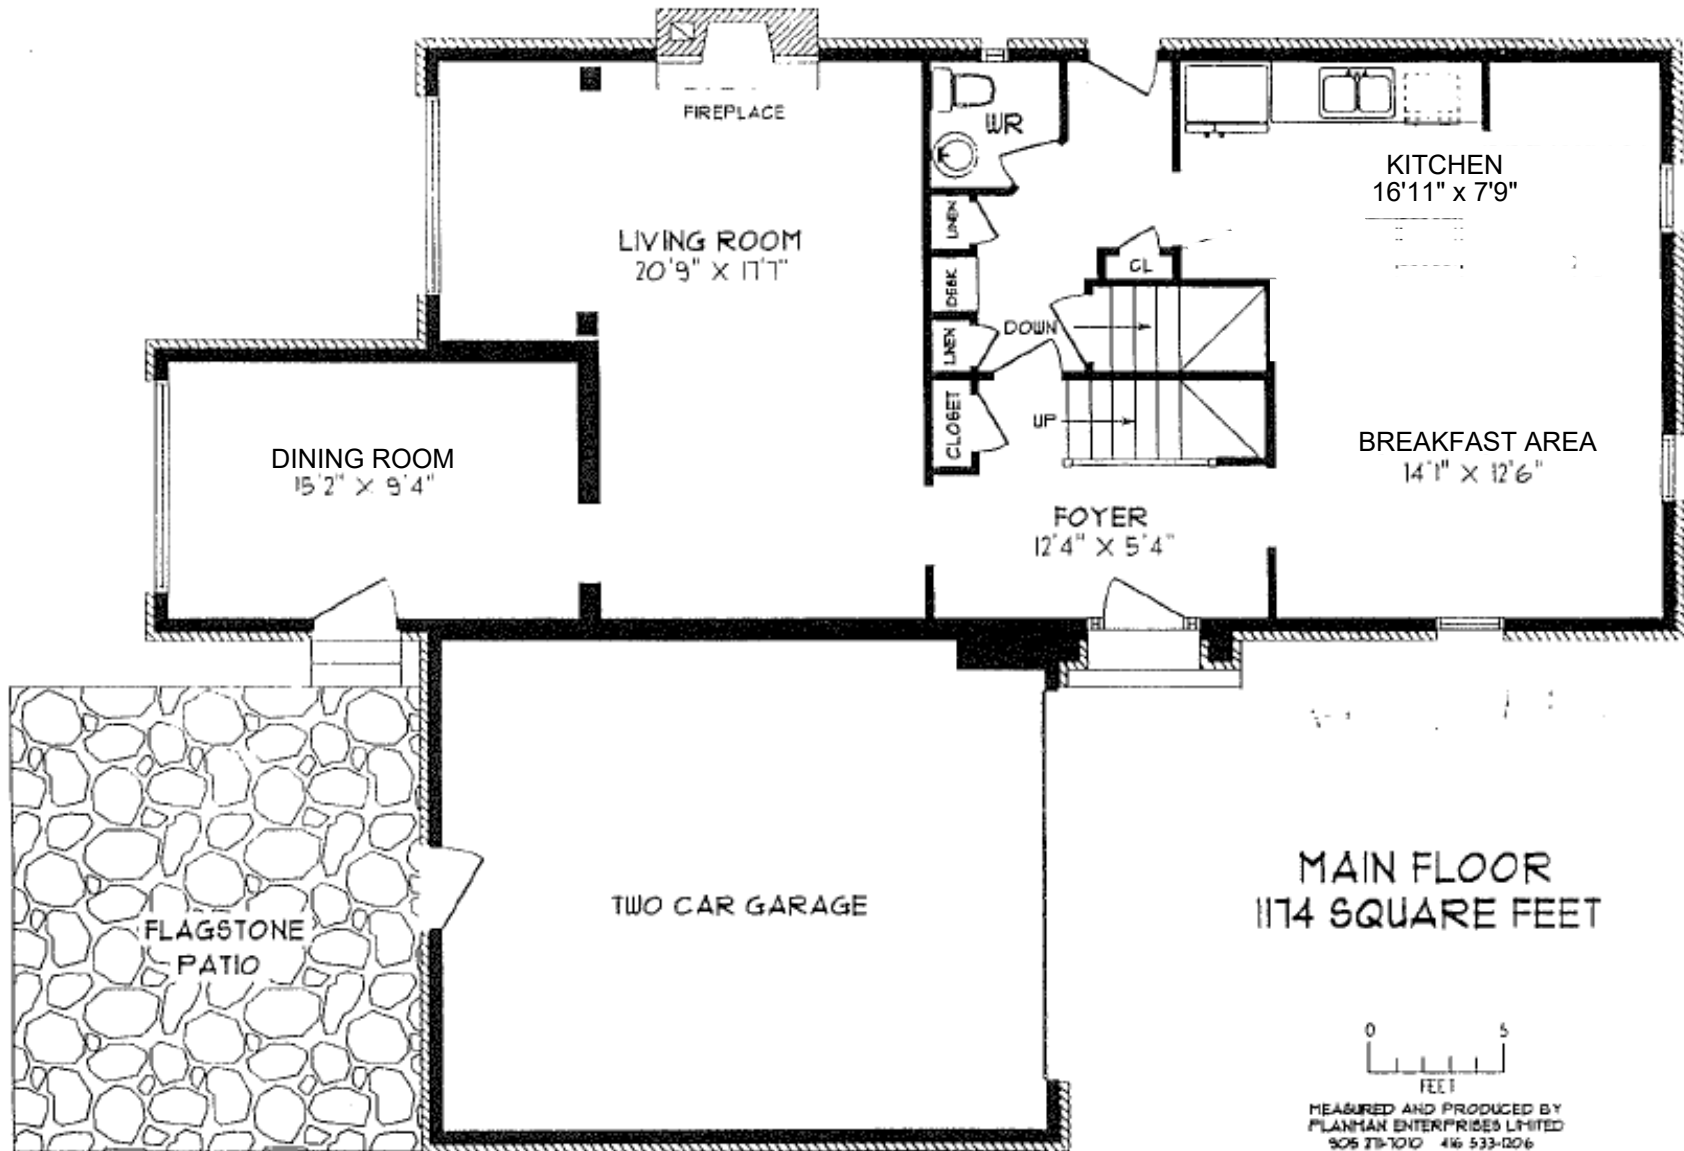 FIREPLACE
WR
KITCHEN
16'11" x 7'9"
LINEN
LIVING ROOM
20'9" X 17'7"
CL
DESK
DOWN
LINEN
CLOSET
UP
DINING ROOM
15'2" X 9'4"
BREAKFAST AREA
14'1" X 12'6"
FOYER
12'4" X 5'4"
TWO CAR GARAGE
MAIN FLOOR
1174 SQUARE FEET
FLAGSTONE
PATIO
0 5
FEET
MEASURED AND PRODUCED BY
PLANMAN ENTERPRISES LIMITED
416 533-1206